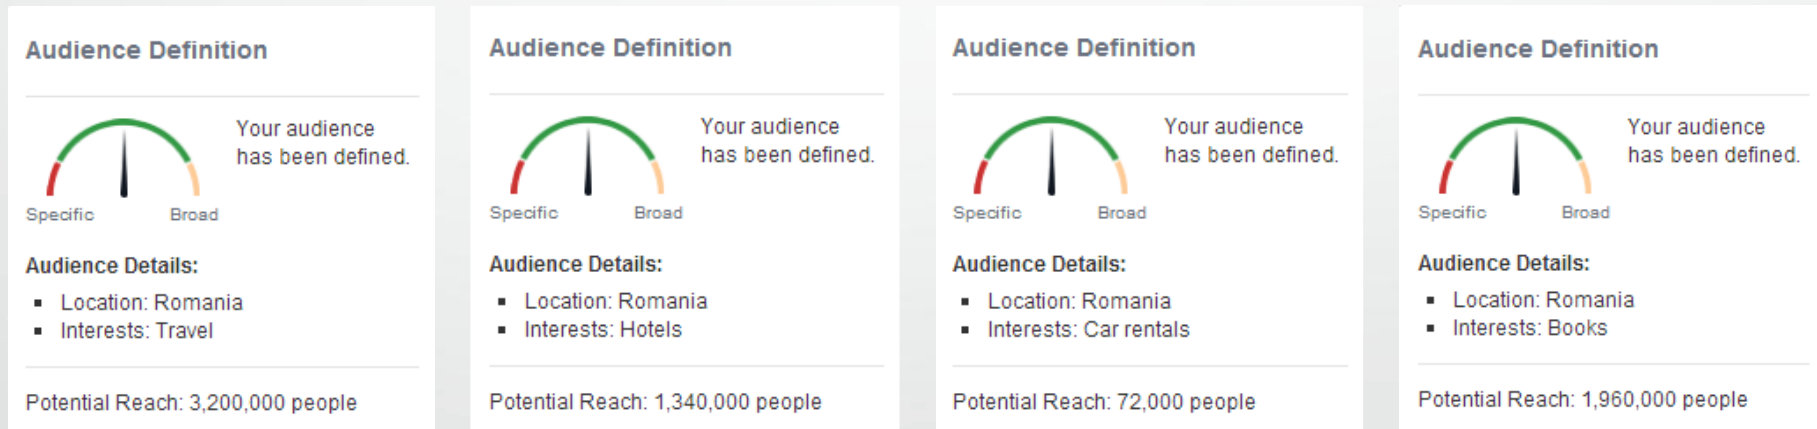 Audience Definition
Your audience
has been defined.
Specific Broad
Audience Details:
Location: Romania
Interests: Travel
Potential Reach: 3,200,000 people
Audience Definition
Your audience
has been defined.
Specific Broad
Audience Details:
Location: Romania
Interests: Hotels
Potential Reach: 1,340,000 people
Audience Definition
Your audience
has been defined.
Specific Broad
Audience Details:
Location: Romania
Interests: Car rentals
Potential Reach: 72,000 people
Audience Definition
Your audience
has been defined.
Specific Broad
Audience Details:
Location: Romania
Interests: Books
Potential Reach: 1,960,000 people